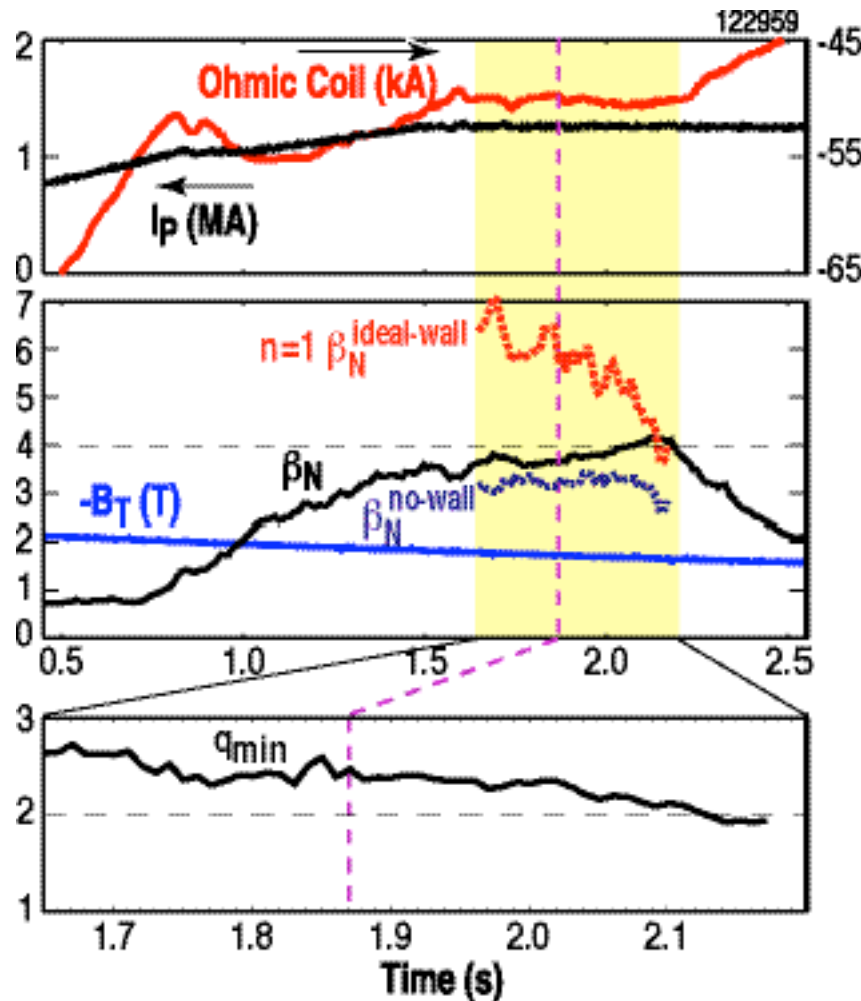 122959
2
-45
Ohmic Coil (kA)
1
-55
I_P (MA)
0
-65
7
n=1 β_N^ideal-wall
6
5
4
β_N
3
-B_T (T)
β_N^no-wall
2
1
0
0.5 1.0 1.5 2.0 2.5
3
q_min
2
1
1.7 1.8 1.9 2.0 2.1
Time (s)